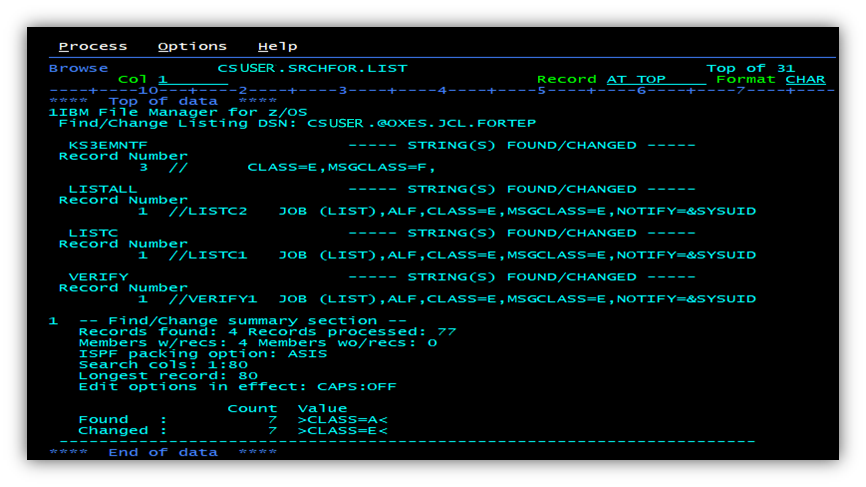 Process Options Help
Browse CSUSER.SRCHFOR.LIST Top of 31
Col 1 Record AT TOP Format CHAR
----+----10---+----2----+----3----+----4----+----5----+----6----+----7----+----
**** Top of data ****
1IBM File Manager for z/OS
Find/Change Listing DSN: CSUSER.@OXES.JCL.FORTEP
KS3EMNTF ----- STRING(S) FOUND/CHANGED -----
Record Number
3 // CLASS=E,MSGCLASS=F,
LISTALL ----- STRING(S) FOUND/CHANGED -----
Record Number
1 //LISTC2 JOB (LIST),ALF,CLASS=E,MSGCLASS=E,NOTIFY=&SYSUID
LISTC ----- STRING(S) FOUND/CHANGED -----
Record Number
1 //LISTC1 JOB (LIST),ALF,CLASS=E,MSGCLASS=E,NOTIFY=&SYSUID
VERIFY ----- STRING(S) FOUND/CHANGED -----
Record Number
1 //VERIFY1 JOB (LIST),ALF,CLASS=E,MSGCLASS=E,NOTIFY=&SYSUID
1 -- Find/Change summary section --
Records found: 4 Records processed: 77
Members w/recs: 4 Members wo/recs: 0
ISPF packing option: ASIS
Search cols: 1:80
Longest record: 80
Edit options in effect: CAPS:OFF
Count Value
Found : 7 >CLASS=A<
Changed : 7 >CLASS=E<
----------------------------------------------------------------------
**** End of data ****